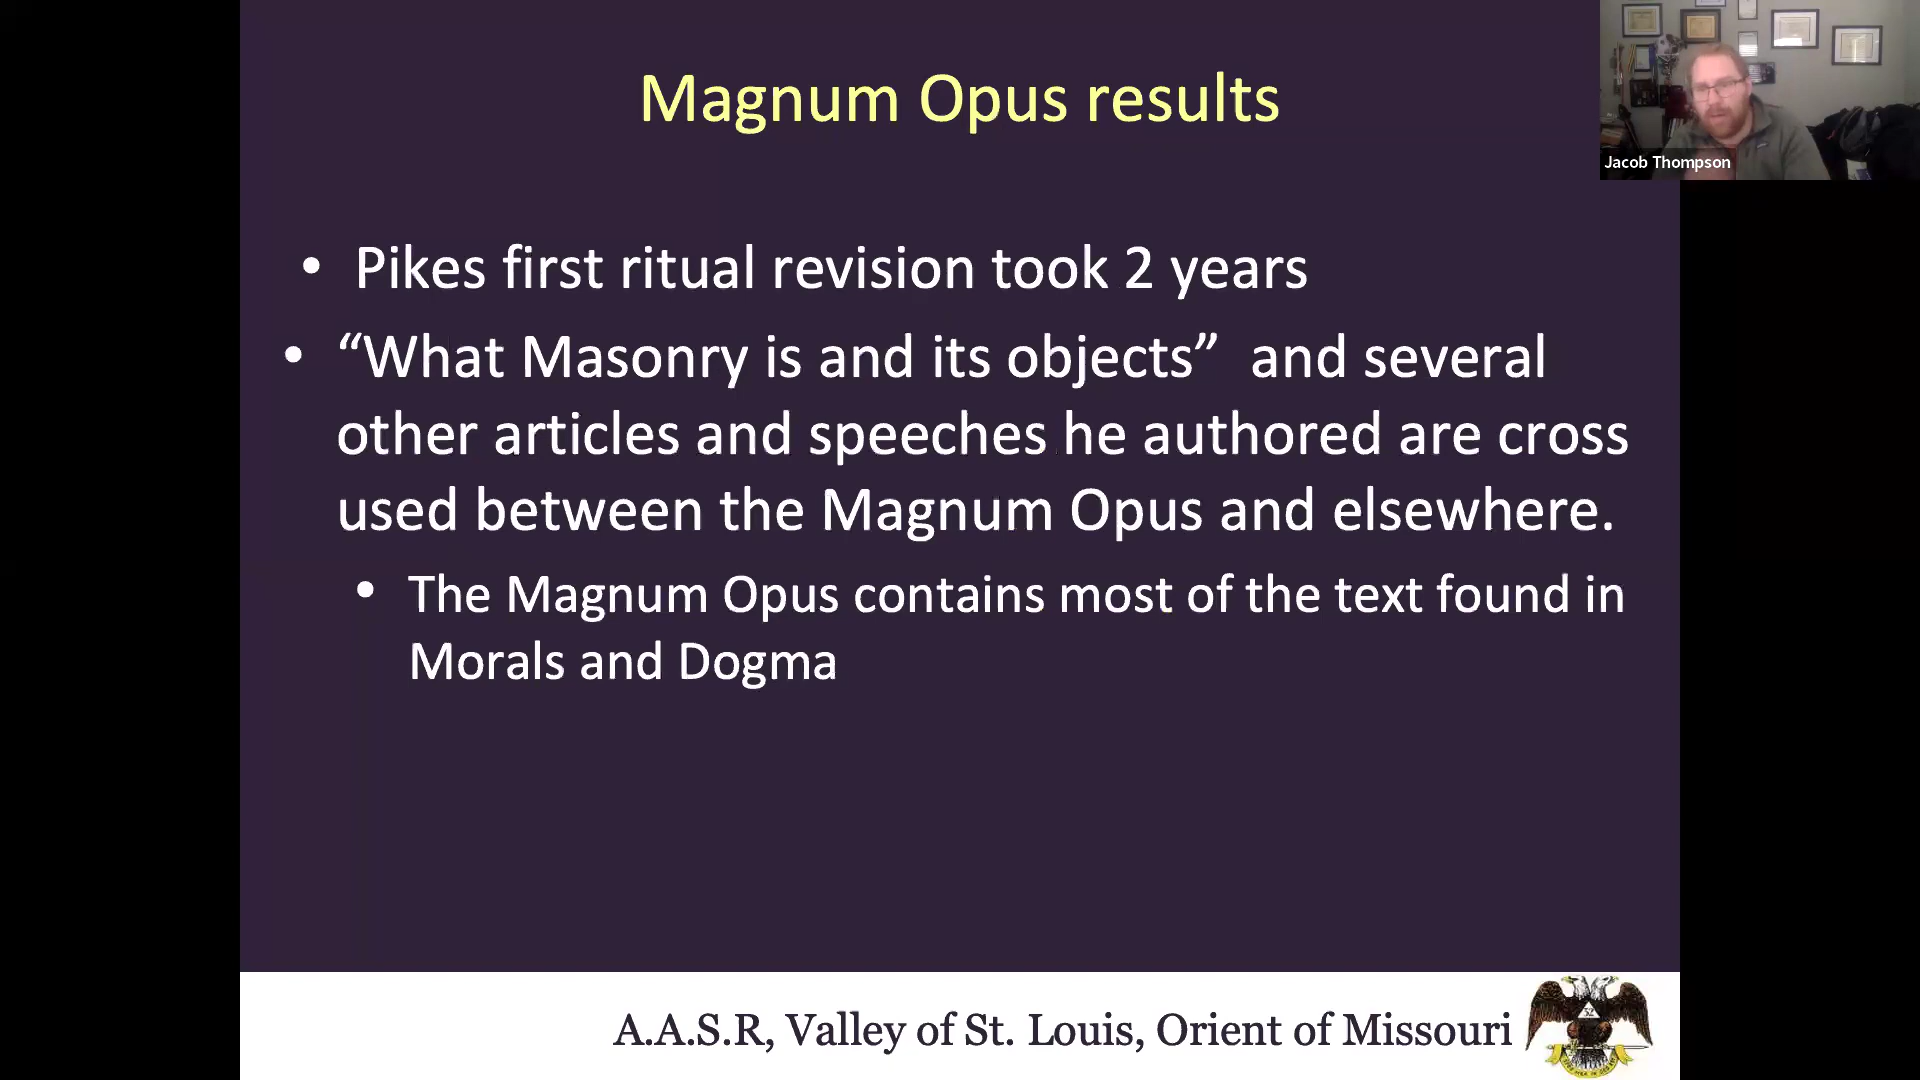 Magnum Opus results
Jacob Thompson
• Pikes first ritual revision took 2 years
• “What Masonry is and its objects”  and several
other articles and speeches he authored are cross
used between the Magnum Opus and elsewhere.
• The Magnum Opus contains most of the text found in
Morals and Dogma
A.A.S.R, Valley of St. Louis, Orient of Missouri